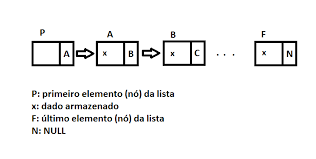 P A B F
A x B x C . . . x N
P: primeiro elemento (nó) da lista
x: dado armazenado
F: último elemento (nó) da lista
N: NULL